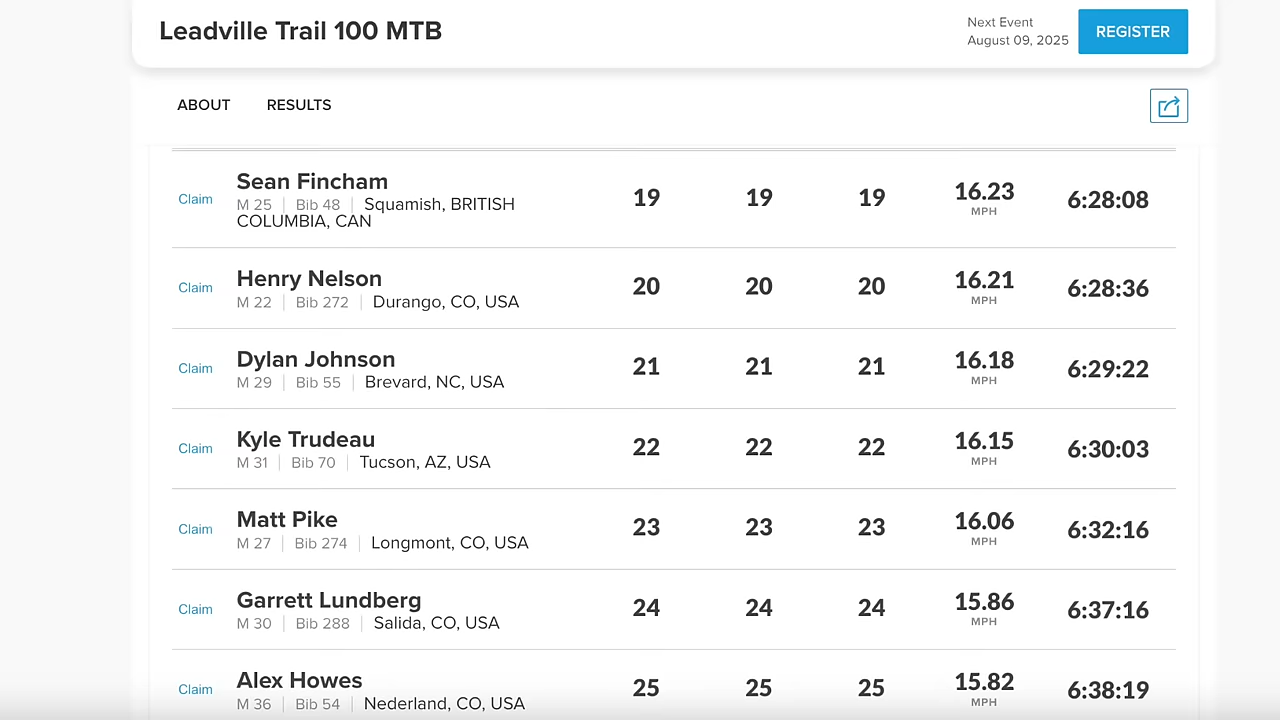 Leadville Trail 100 MTB
Next Event
August 09, 2025
REGISTER
ABOUT RESULTS
Claim
Sean Fincham
M 25 | Bib 48 | Squamish, BRITISH
COLUMBIA, CAN
19 19 19 16.23
MPH
6:28:08
Claim
Henry Nelson
M 22 | Bib 272 | Durango, CO, USA
20 20 20 16.21
MPH
6:28:36
Claim
Dylan Johnson
M 29 | Bib 55 | Brevard, NC, USA
21 21 21 16.18
MPH
6:29:22
Claim
Kyle Trudeau
M 31 | Bib 70 | Tucson, AZ, USA
22 22 22 16.15
MPH
6:30:03
Claim
Matt Pike
M 27 | Bib 274 | Longmont, CO, USA
23 23 23 16.06
MPH
6:32:16
Claim
Garrett Lundberg
M 30 | Bib 288 | Salida, CO, USA
24 24 24 15.86
MPH
6:37:16
Claim
Alex Howes
M 36 | Bib 54 | Nederland, CO, USA
25 25 25 15.82
MPH
6:38:19